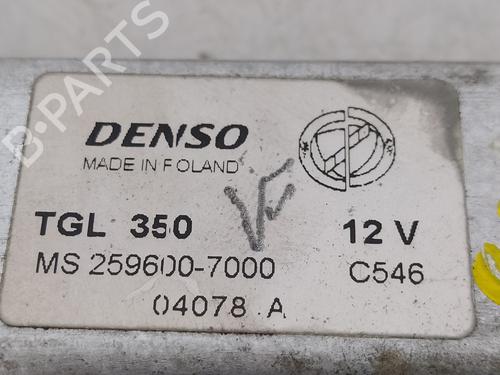 B-PARTS
DENSO
MADE IN POLAND
TGL 350 12 V
MS 259600-7000 C546
04078 A